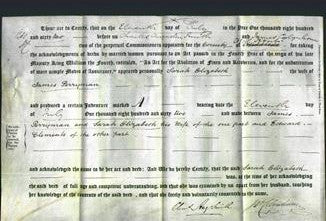 These are to Certify, that on the Eleventh day of July in the Year One thousand eight hundred
and sixty two before us
two of the perpetual Commissioners appointed for the County of for taking the
acknowledgments of deeds by married women, pursuant to an Act passed in the Fourth year of the reign of
his late Majesty King William the Fourth, intituled, "An Act for the Abolition of Fines and Recoveries, and for the substitution
of more simple Modes of Assurance," appeared personally Sarah Elizabeth the wife of
James Perryman
and produced a certain Indenture marked A bearing date the Eleventh
day of July One thousand eight hundred and sixty two and made between James
Perryman and Sarah Elizabeth his Wife of the one part and Edward
Clements of the other part
and acknowledged the same to be her act and deed: And We do hereby Certify, that the said Sarah Elizabeth
was, at the time of her acknowledging
the said deed of full age and competent understanding, and that she was examined by us apart from her husband, touching
her knowledge of the contents of the said deed and that she freely and voluntarily consented to the same.